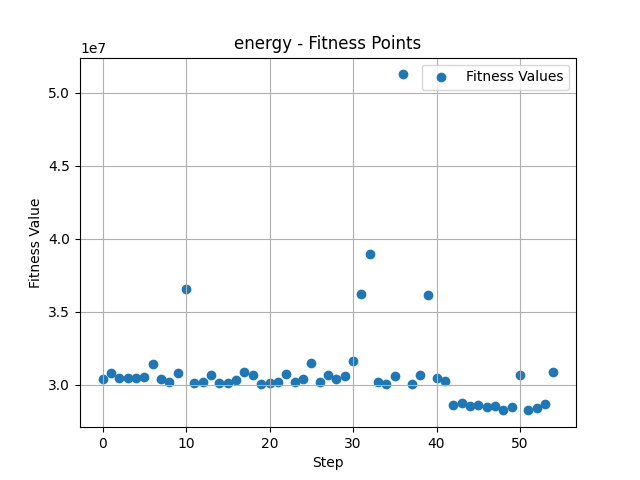 energy - Fitness Points
1e7
Fitness Values
5.0
4.5
4.0
3.5
3.0
Fitness Value
0 10 20 30 40 50
Step